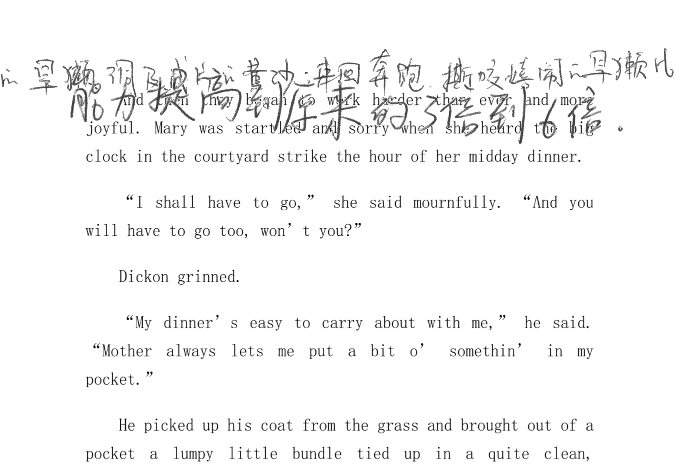 旱獭 成片的黄沙 来回奔跑 撕咬嬉闹的旱獭
能力提高到原来的3倍到16倍.
And then they began to work harder than ever and more
joyful. Mary was startled and sorry when she heard the big
clock in the courtyard strike the hour of her midday dinner.
“I shall have to go,” she said mournfully. “And you
will have to go too, won’t you?”
Dickon grinned.
“My dinner’s easy to carry about with me,” he said.
“Mother always lets me put a bit o’ somethin’ in my
pocket.”
He picked up his coat from the grass and brought out of a
pocket a lumpy little bundle tied up in a quite clean,